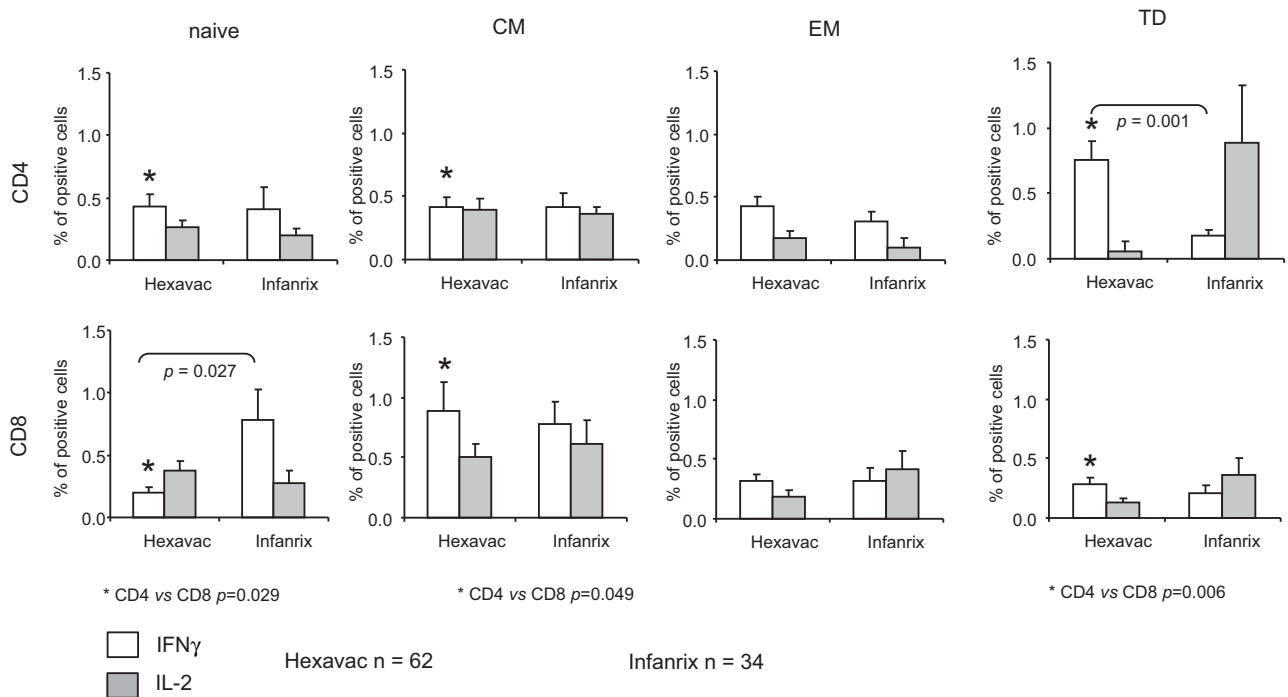 naive CM EM TD
CD4
% of opsitive cells
1.5
1.0
0.5
0.0
*
Hexavac Infanrix
% of positive cells
1.5
1.0
0.5
0.0
*
Hexavac Infanrix
% of positive cells
1.5
1.0
0.5
0.0
Hexavac Infanrix
% of positive cells
1.5
1.0
0.5
0.0
*
p = 0.001
Hexavac Infanrix
CD8
% of positive cells
1.5
1.0
0.5
0.0
p = 0.027
*
Hexavac Infanrix
% of positive cells
1.5
1.0
0.5
0.0
*
Hexavac Infanrix
% of positive cells
1.5
1.0
0.5
0.0
Hexavac Infanrix
% of positive cells
1.5
1.0
0.5
0.0
*
Hexavac Infanrix
* CD4 vs CD8 p=0.029
* CD4 vs CD8 p=0.049
* CD4 vs CD8 p=0.006
IFNγ
IL-2
Hexavac n = 62
Infanrix n = 34